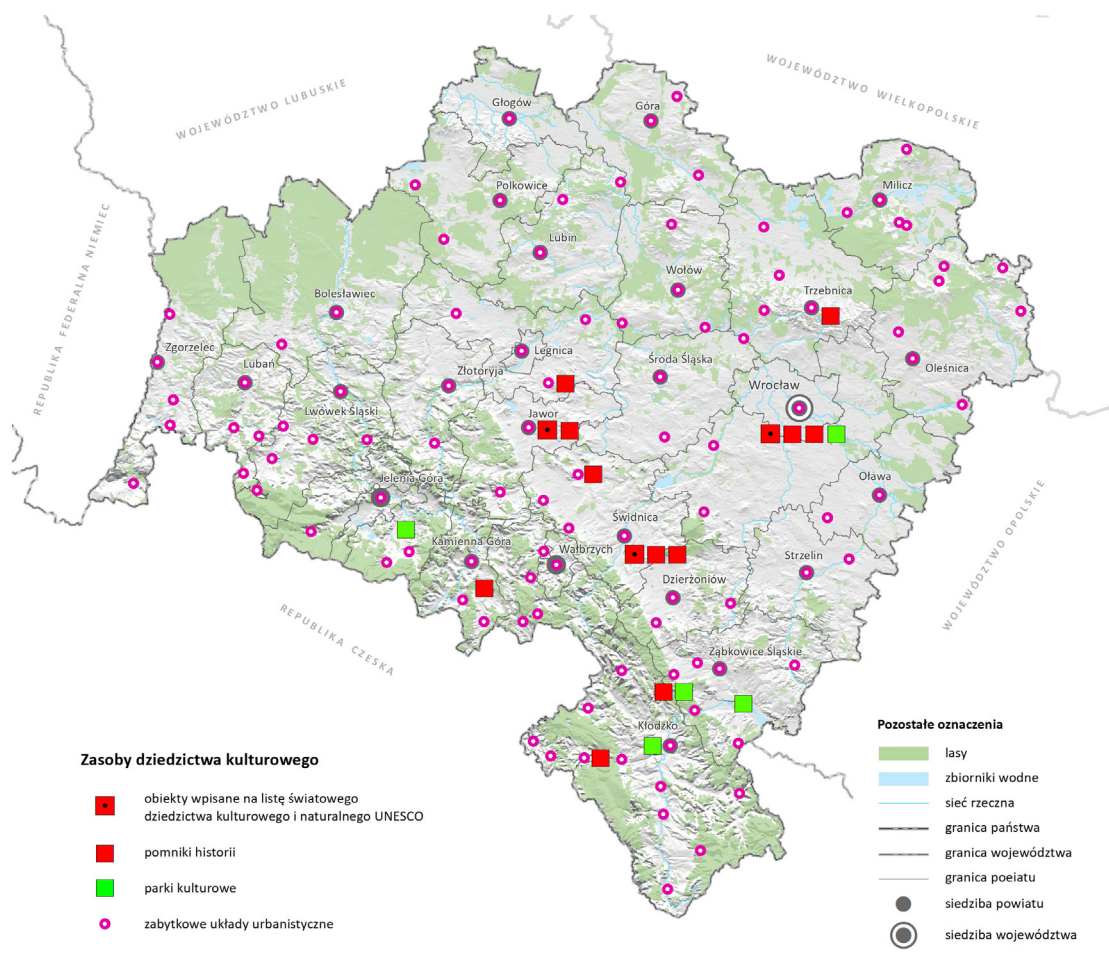 WOJEWÓDZTWO LUBUSKIE
WOJEWÓDZTWO WIELKOPOLSKIE
REPUBLIKA FEDERALNA NIEMIEC
Głogów
Góra
Polkowice
Milicz
Lubin
Wołów
Bolesławiec
Trzebnica
Zgorzelec
Lubań
Legnica
Złotoryja
Środa Śląska
Oleśnica
Wrocław
Lwówek Śląski
Jawor
Jelenia Góra
Oława
Świdnica
Kamienna Góra
Wałbrzych
Strzelin
Dzierżoniów
WOJEWÓDZTWO OPOLSKIE
REPUBLIKA CZESKA
Ząbkowice Śląskie
Kłodzko
Zasoby dziedzictwa kulturowego
obiekty wpisane na listę światowego
dziedzictwa kulturowego i naturalnego UNESCO
pomniki historii
parki kulturowe
zabytkowe układy urbanistyczne
Pozostałe oznaczenia
lasy
zbiorniki wodne
sieć rzeczna
granica państwa
granica województwa
granica poeiatu
siedziba powiatu
siedziba województwa